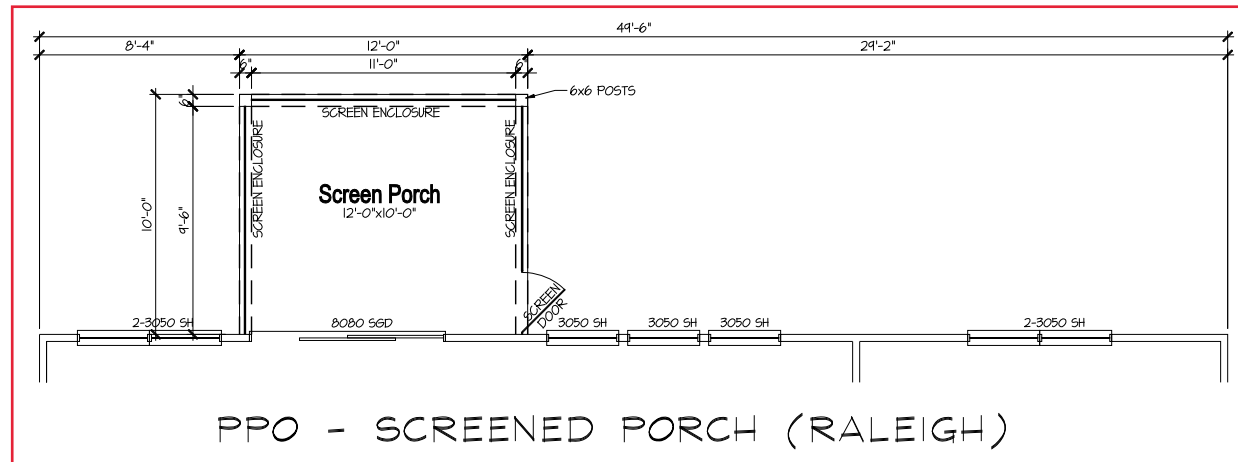 49'-6"
8'-4"
12'-0"
29'-2"
6"
11'-0"
6"
6x6 POSTS
6"
SCREEN ENCLOSURE
SCREEN ENCLOSURE
SCREEN ENCLOSURE
Screen Porch
12'-0"x10'-0"
10'-0"
9'-6"
SCREEN
DOOR
2-3050 SH
8080 SGD
3050 SH
3050 SH
3050 SH
2-3050 SH
PPO - SCREENED PORCH (RALEIGH)